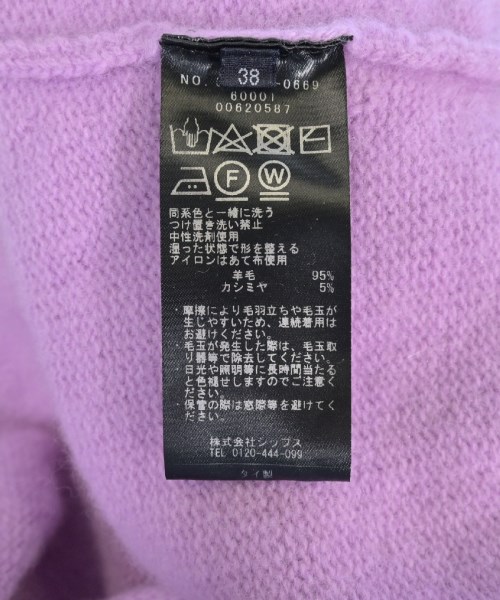 38
NO. -0669
60001
00620587
F W
同系色と一緒に洗う
つけ置き洗い禁止
中性洗剤使用
湿った状態で形を整える
アイロンはあて布使用
羊毛 95%
カシミヤ 5%
・摩擦により毛羽立ちや毛玉が
生じやすいため、連続着用は
お避けください。
・毛玉が発生した際は、毛玉取
り器等で除去してください。
・日光や照明等に長時間当たる
と色褪せしますのでご注意く
ださい。
・保管の際は窓際等を避けてく
ださい。
株式会社シップス
TEL 0120-444-099
タイ製